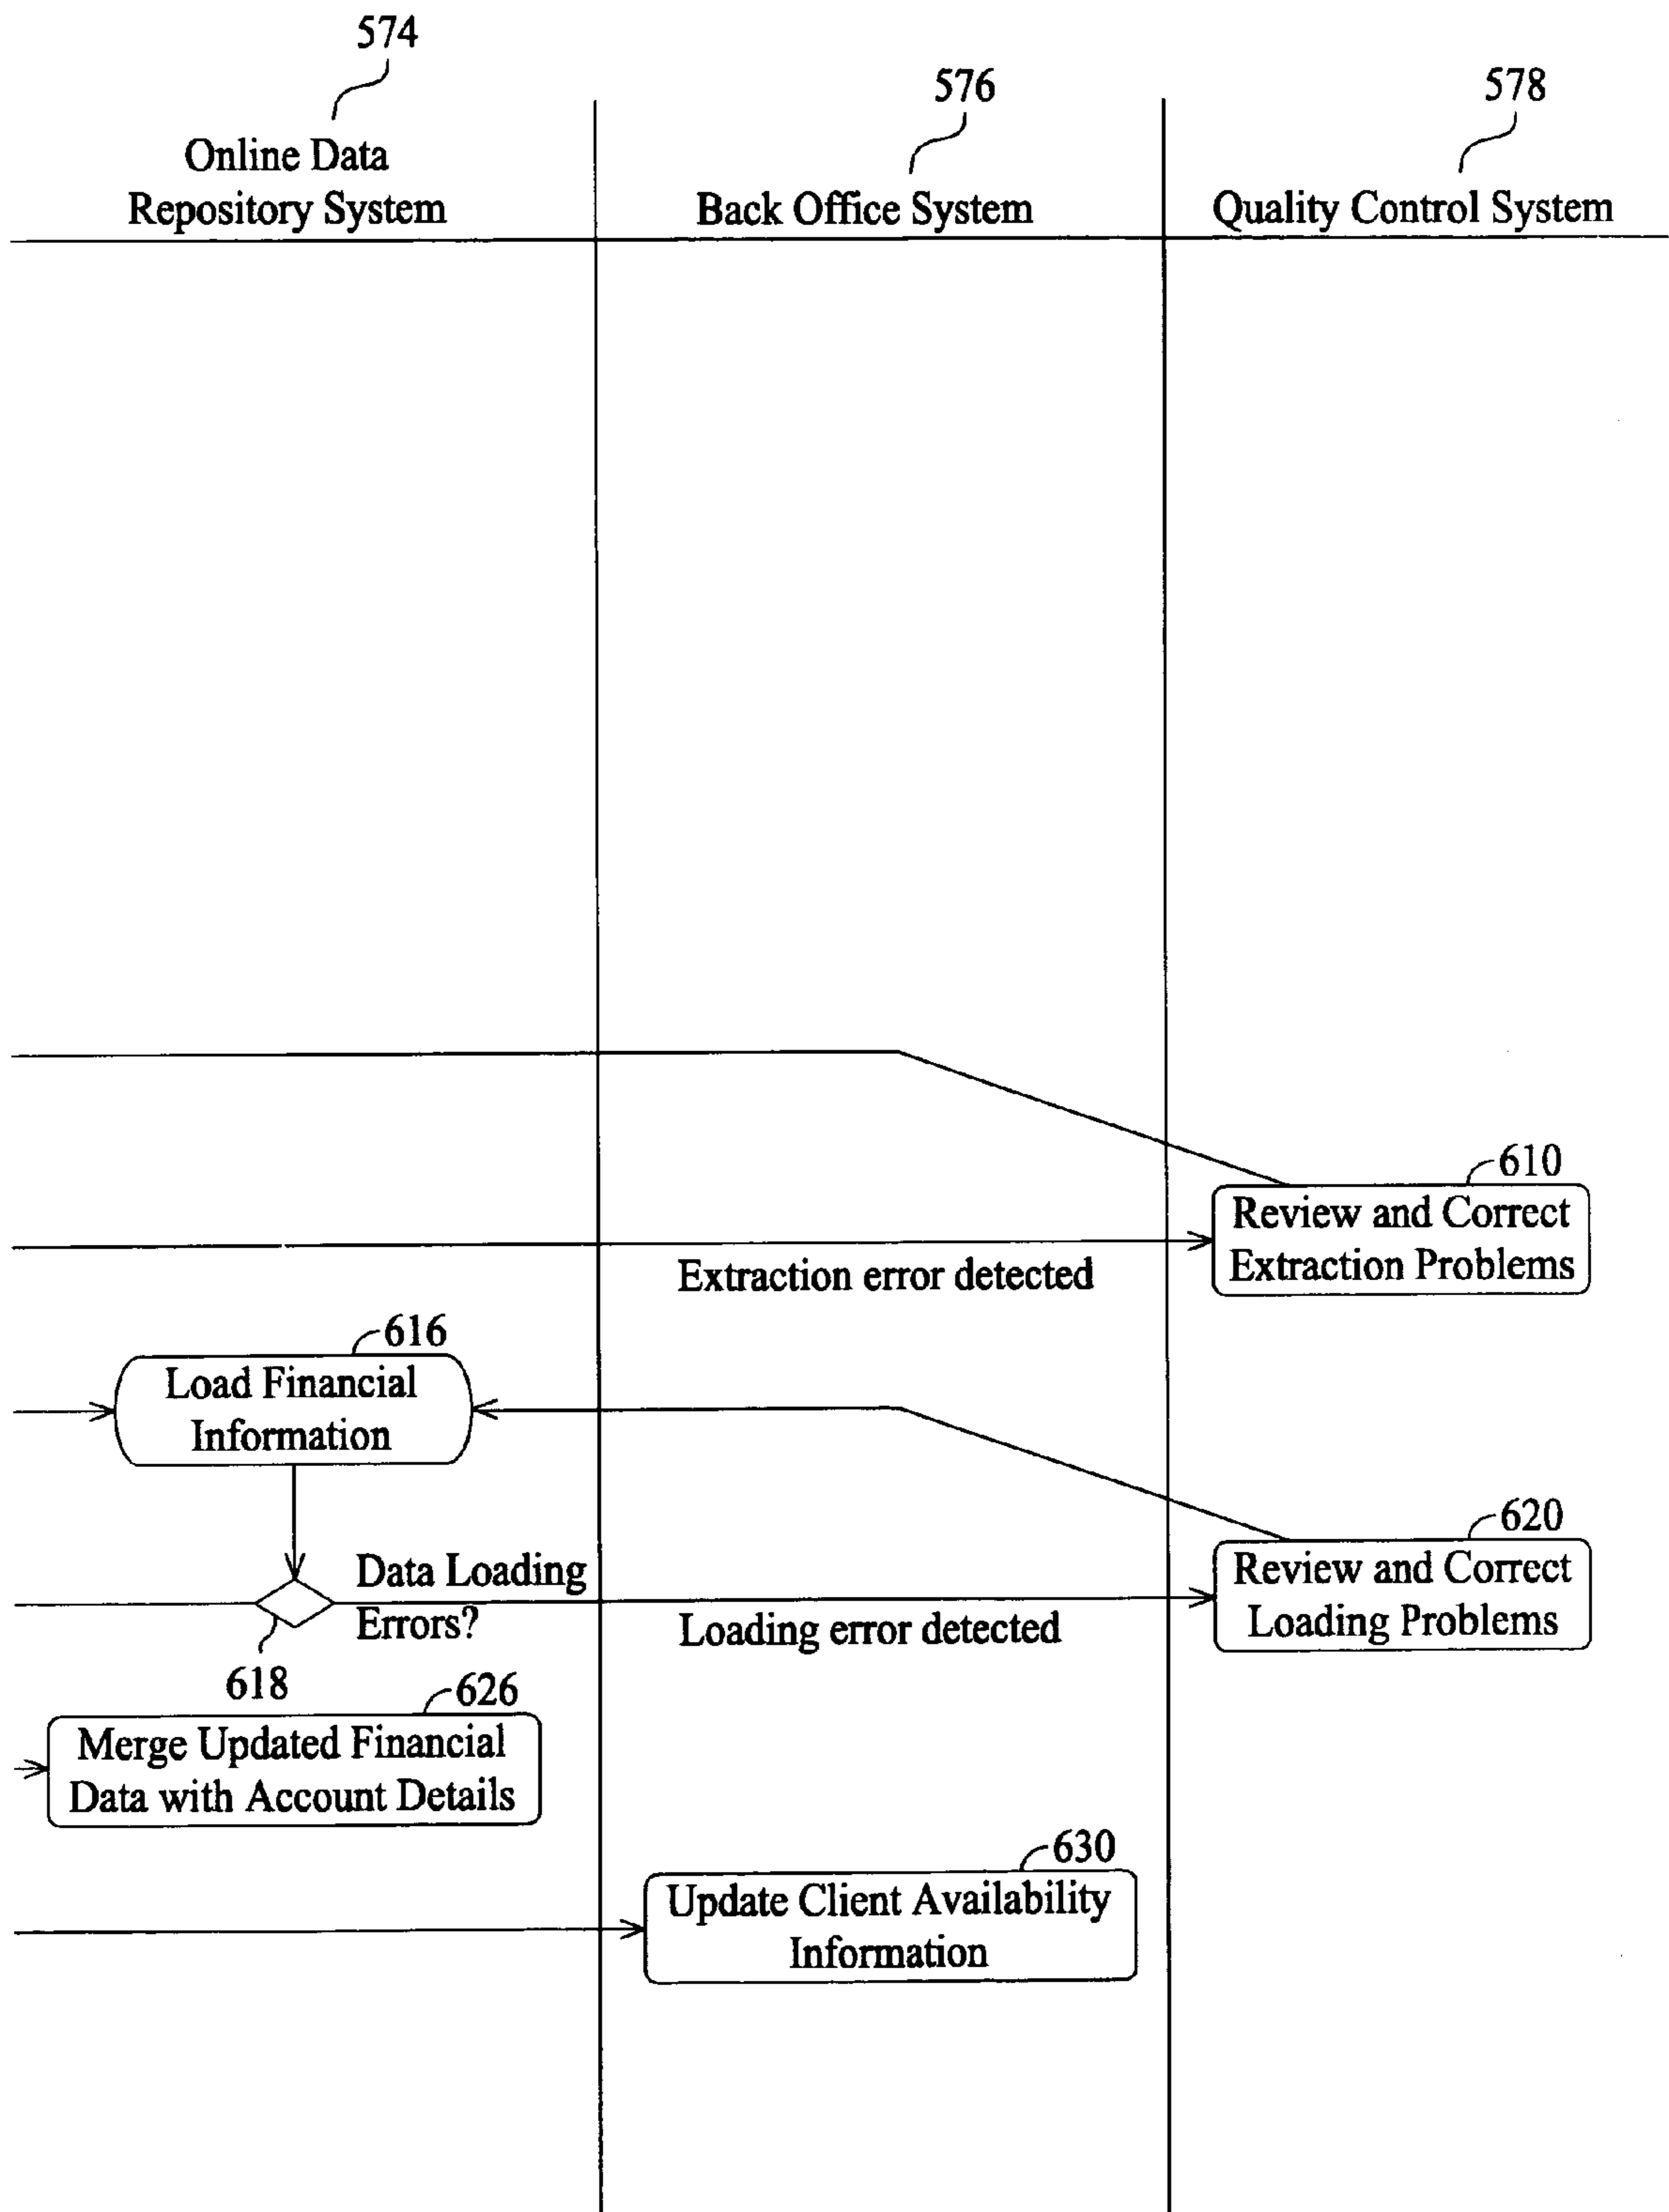 574
576
578
Online Data
Repository System
Back Office System
Quality Control System
610
Review and Correct
Extraction Problems
Extraction error detected
616
Load Financial
Information
620
Review and Correct
Loading Problems
Data Loading
Errors?
Loading error detected
618
626
Merge Updated Financial
Data with Account Details
630
Update Client Availability
Information